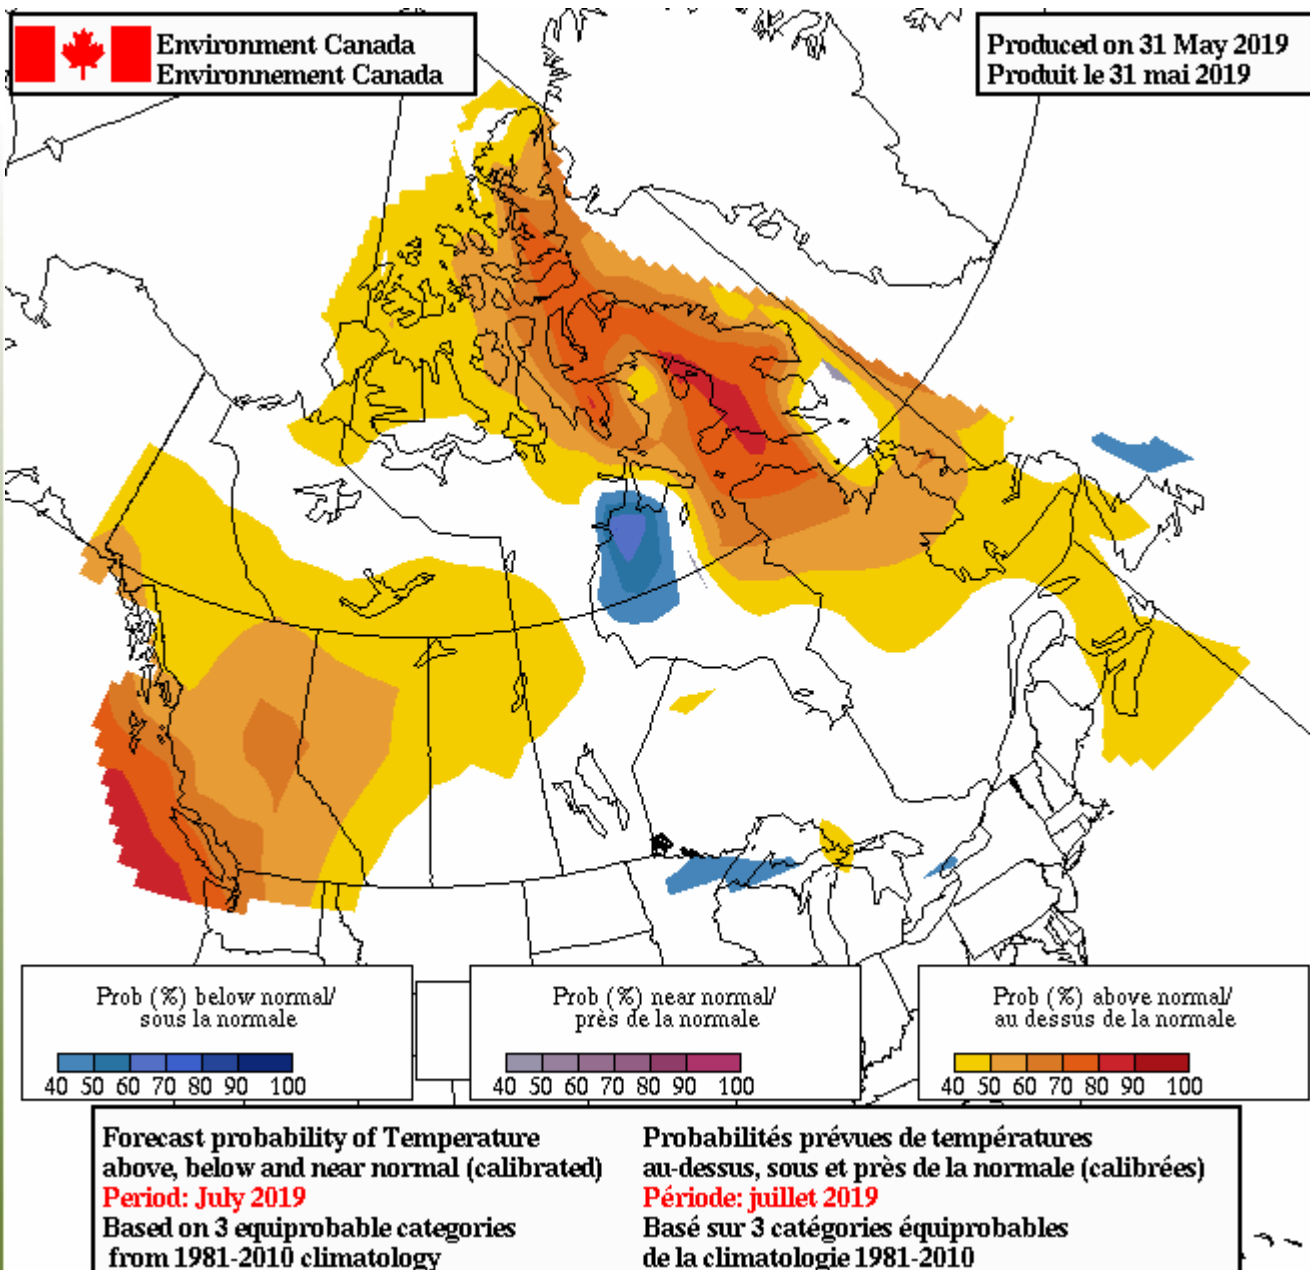 Environment Canada
Environnement Canada
Produced on 31 May 2019
Produit le 31 mai 2019
Prob (%) below normal/
sous la normale
40 50 60 70 80 90 100
Prob (%) near normal/
près de la normale
40 50 60 70 80 90 100
Prob (%) above normal/
au dessus de la normale
40 50 60 70 80 90 100
Forecast probability of Temperature
above, below and near normal (calibrated)
Period: July 2019
Based on 3 equiprobable categories
from 1981-2010 climatology
Probabilités prévues de températures
au-dessus, sous et près de la normale (calibrées)
Période: juillet 2019
Basé sur 3 catégories équiprobables
de la climatologie 1981-2010